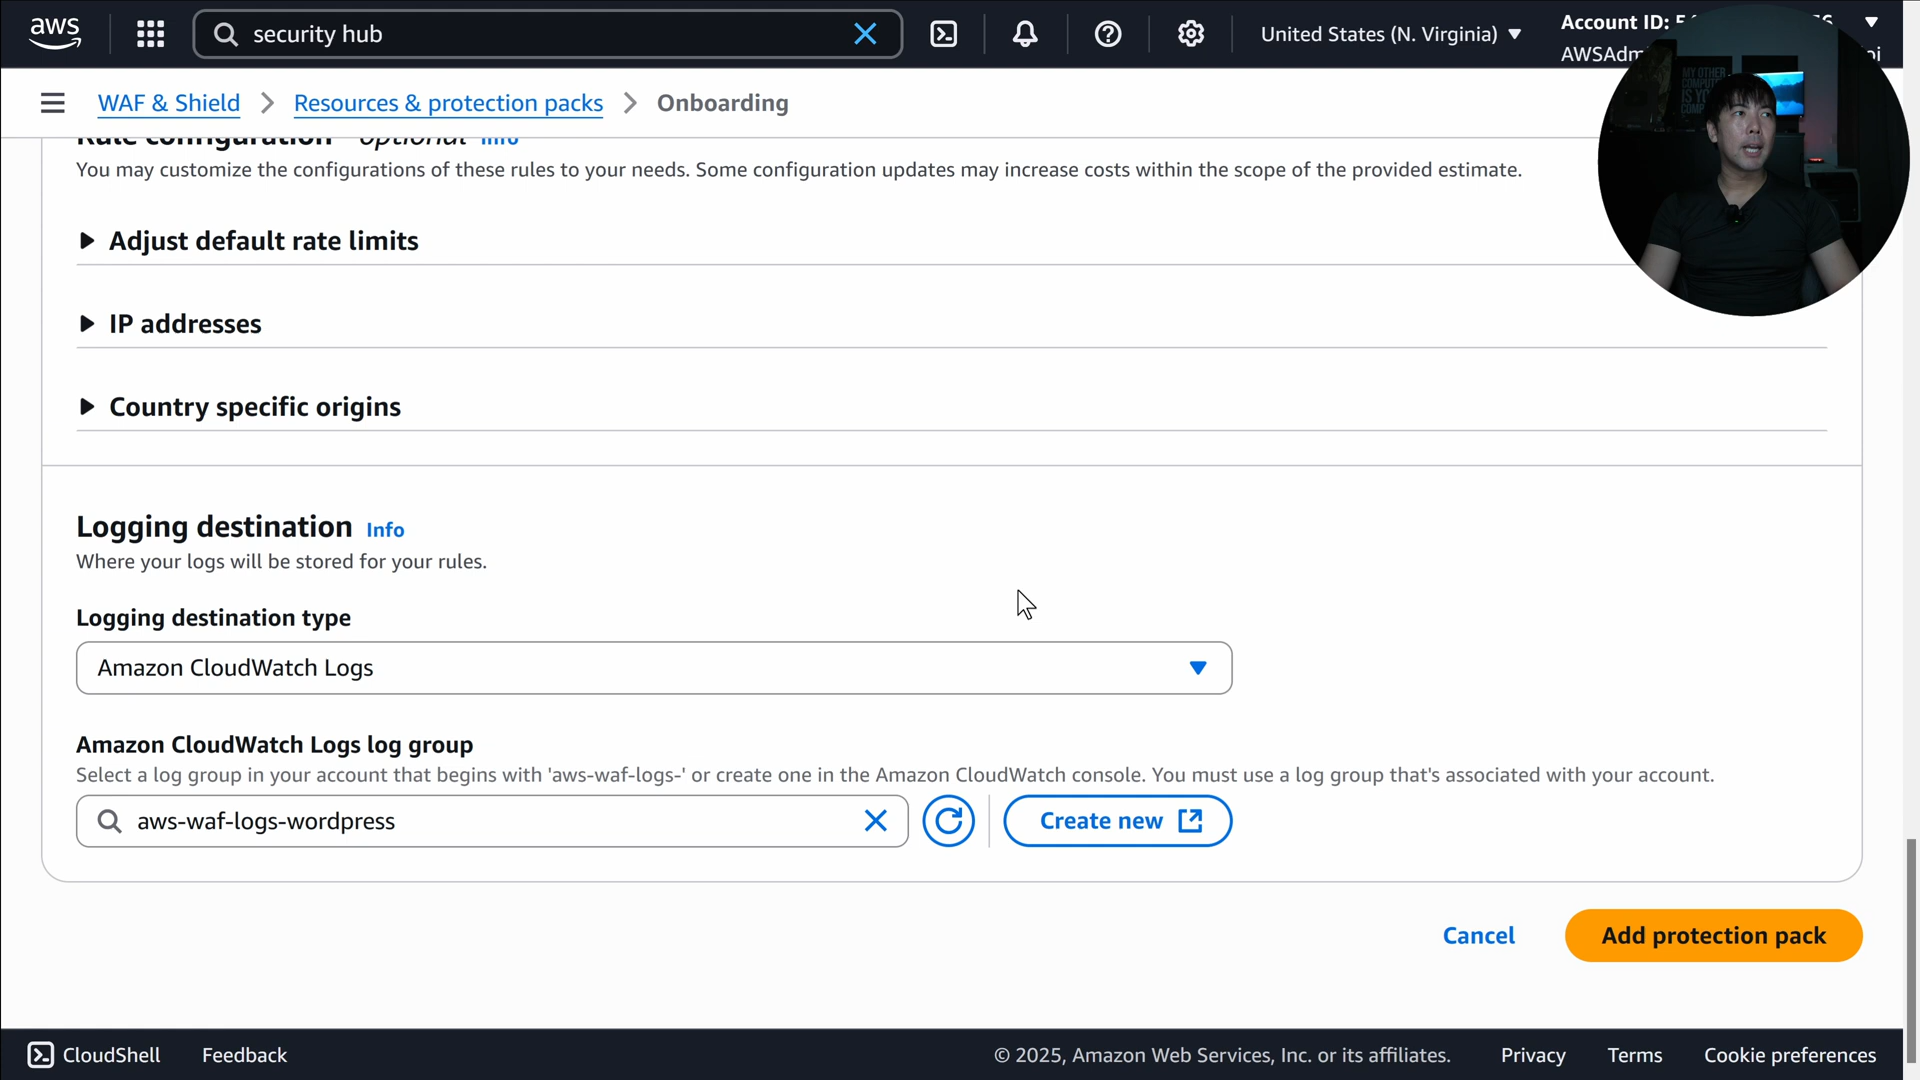 aws
security hub
United States (N. Virginia)
Account ID: 5
AWSAdm
WAF & Shield
Resources & protection packs
Onboarding
Rule configuration - optional Info
You may customize the configurations of these rules to your needs. Some configuration updates may increase costs within the scope of the provided estimate.
Adjust default rate limits
IP addresses
Country specific origins
Logging destination Info
Where your logs will be stored for your rules.
Logging destination type
Amazon CloudWatch Logs
Amazon CloudWatch Logs log group
Select a log group in your account that begins with 'aws-waf-logs-' or create one in the Amazon CloudWatch console. You must use a log group that's associated with your account.
aws-waf-logs-wordpress
Create new
Cancel
Add protection pack
CloudShell
Feedback
© 2025, Amazon Web Services, Inc. or its affiliates.
Privacy
Terms
Cookie preferences